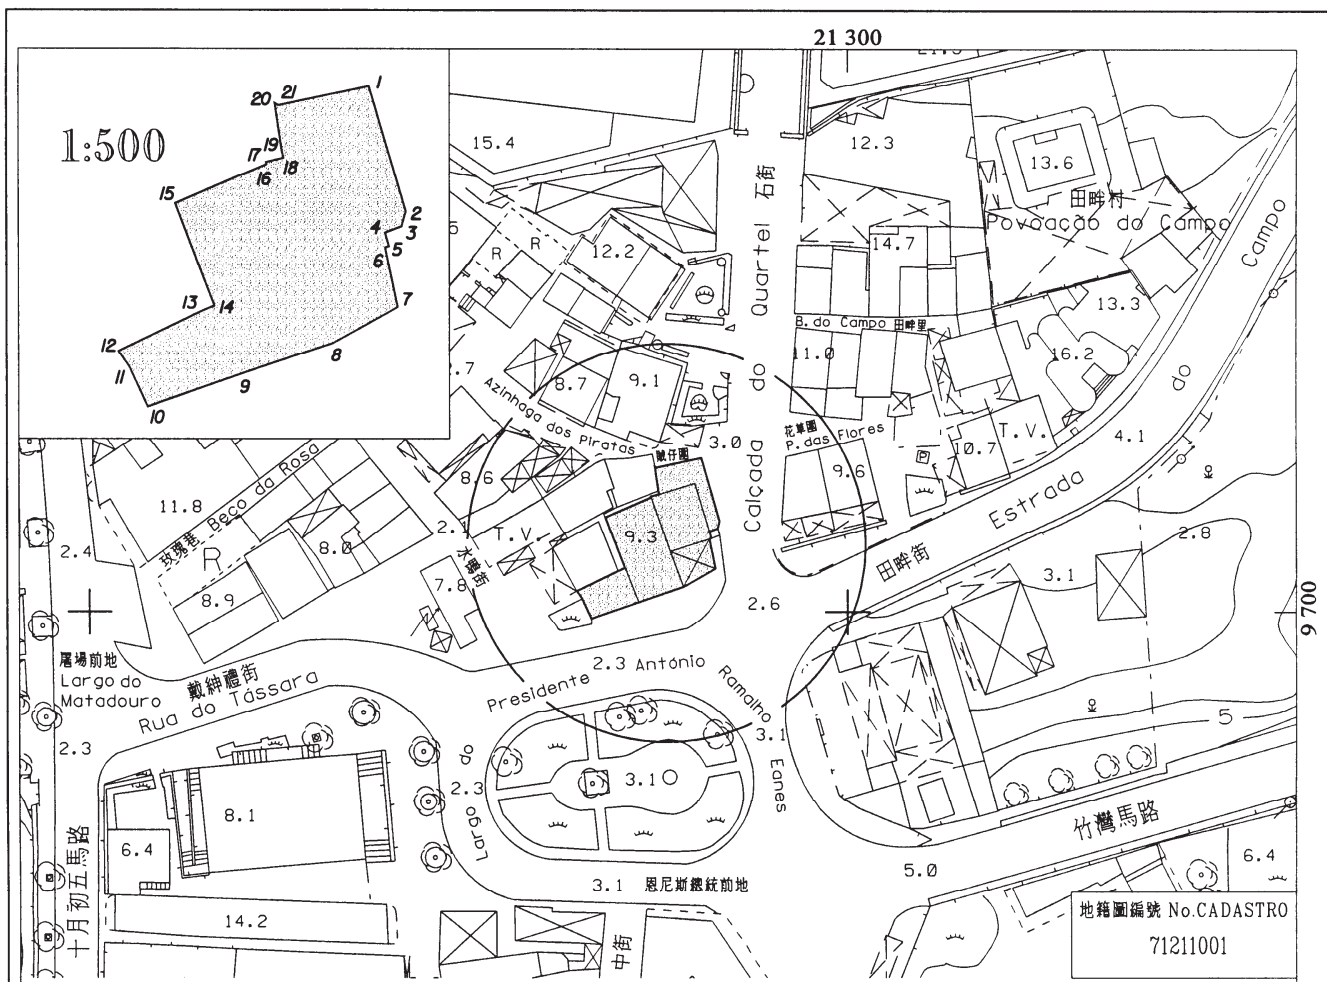 21 300
1:500
1
2
3
4
5
6
7
8
9
10
11
12
13
14
15
16
17
18
19
20
21
15.4
12.3
13.6
田畔村
Povoação do Campo
石街
Calçada do Quartel
R
R
12.2
14.7
Campo
do
Estrada
田畔街
13.3
B. do Campo 田畔里
11.0
16.2
8.7
9.1
Azinhaga dos Piratas
賊仔圍
3.0
花草園
P. das Flores
T.V.
10.7
P
4.1
9.6
8.6
11.8
玫瑰巷 Beco da Rosa
R
8.0
8.9
2.4
T.V.
水鴨街
7.8
9.3
2.8
3.1
2.6
9 700
屠場前地
Largo do
Matadouro
戴紳禮街
Rua do Tássara
2.3
Largo do Presidente António Ramalho Eanes
2.3
3.1
5
2.3
3.1
8.1
6.4
十月初五馬路
竹灣馬路
5.0
6.4
3.1 恩尼斯總統前地
14.2
中街
地籍圖編號 No.CADASTRO
71211001